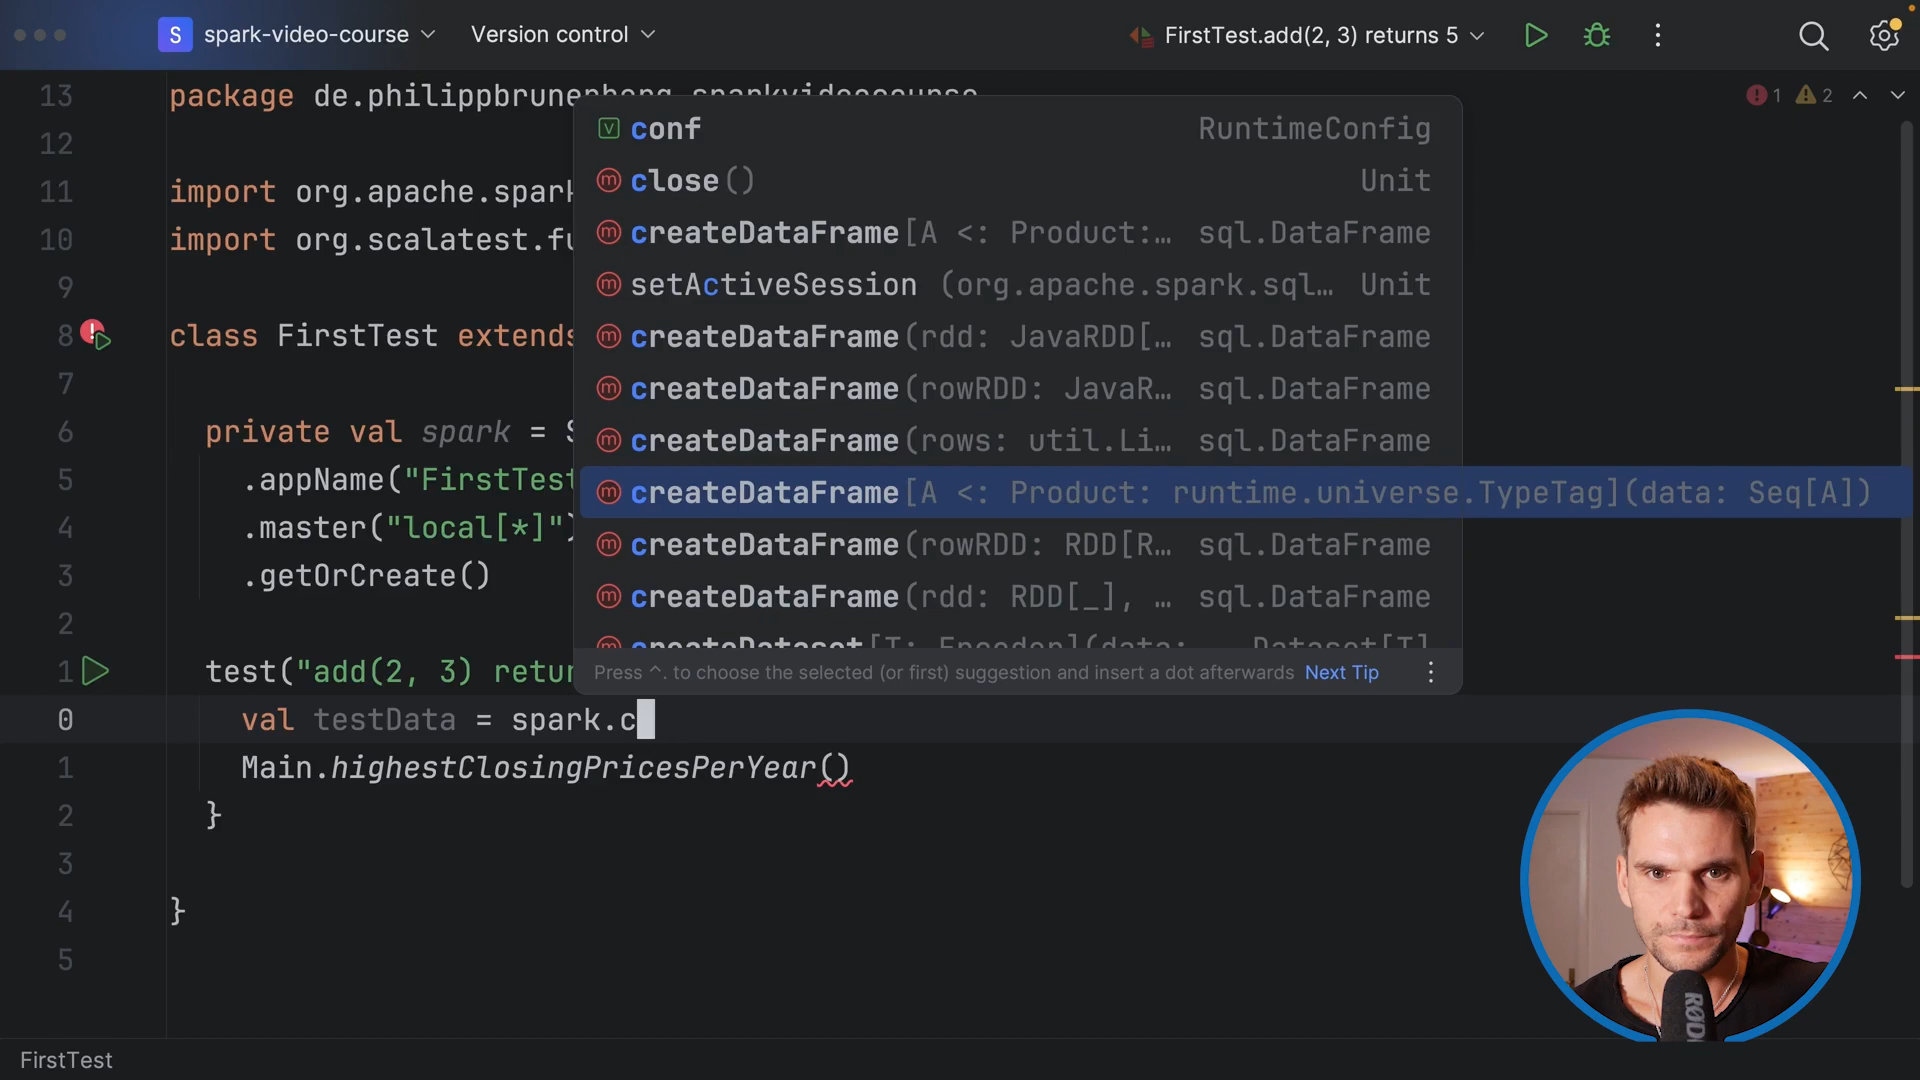 S spark-video-course Version control FirstTest.add(2, 3) returns 5
13 package de.philippbrunenberg.sparkvideocourse 1 2
12
11 import org.apache.spark
10 import org.scalatest.fu
9
8 class FirstTest extends
7
6 private val spark = S
5 .appName("FirstTest
4 .master("local[*]")
3 .getOrCreate()
2
1 test("add(2, 3) retur
0 val testData = spark.c
1 Main.highestClosingPricesPerYear()
2 }
3
4 }
5
conf RuntimeConfig
close() Unit
createDataFrame[A <: Product:… sql.DataFrame
setActiveSession (org.apache.spark.sql… Unit
createDataFrame(rdd: JavaRDD[… sql.DataFrame
createDataFrame(rowRDD: JavaR… sql.DataFrame
createDataFrame(rows: util.Li… sql.DataFrame
createDataFrame[A <: Product: runtime.universe.TypeTag](data: Seq[A])
createDataFrame(rowRDD: RDD[R… sql.DataFrame
createDataFrame(rdd: RDD[_], … sql.DataFrame
createDataset[T: Encoder](data: … Dataset[T]
Press ^. to choose the selected (or first) suggestion and insert a dot afterwards Next Tip
RØD
FirstTest